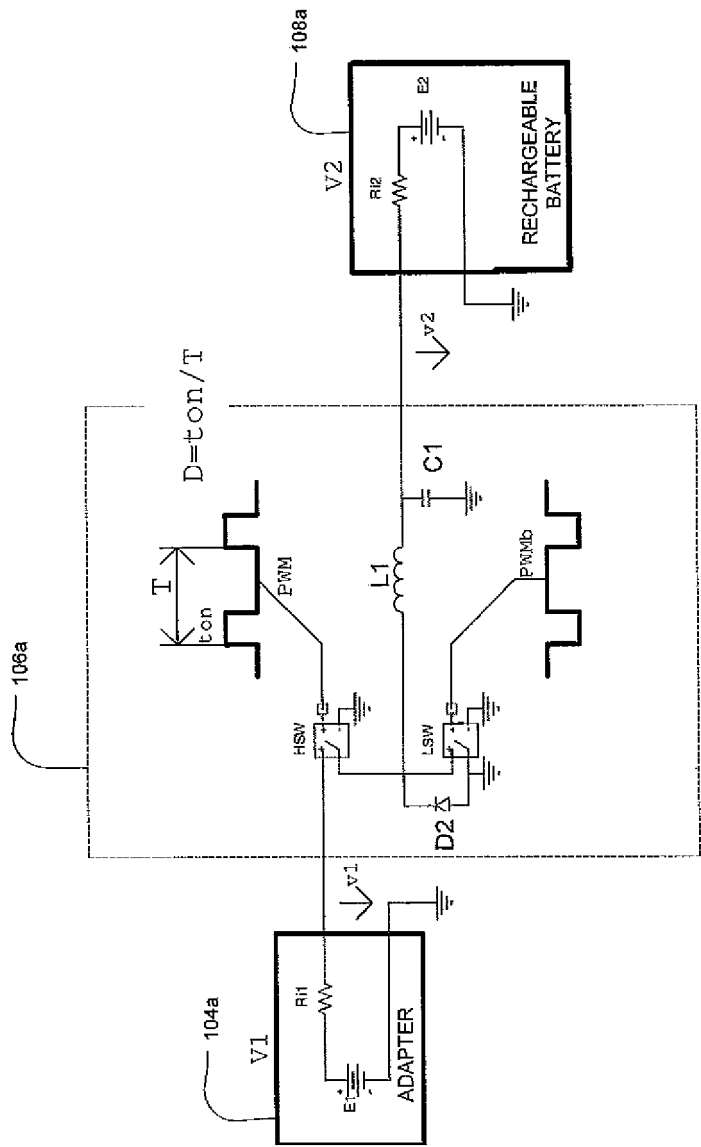 104a
V1
E1
+
-
Ri1
ADAPTER
v1
106a
HSW
LSW
D2
ton
T
PWM
D=ton/T
L1
C1
PWMb
v2
108a
V2
Ri2
E2
+
-
RECHARGEABLE
BATTERY